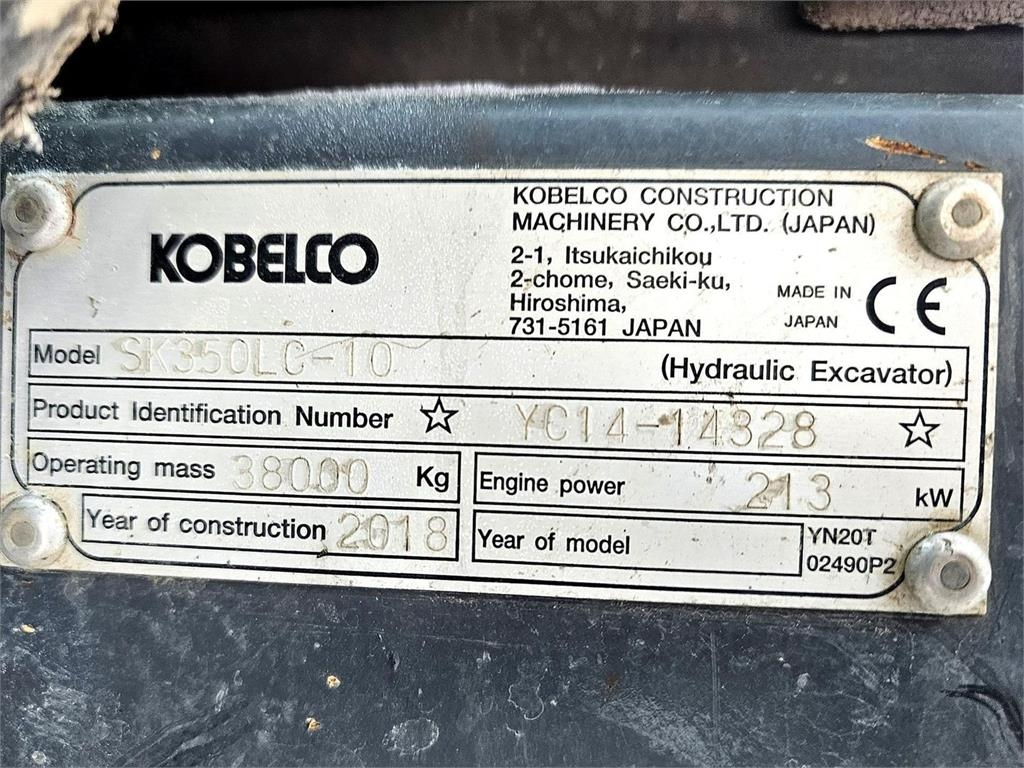 KOBELCO
KOBELCO CONSTRUCTION
MACHINERY CO.,LTD. (JAPAN)
2-1, Itsukaichikou
2-chome, Saeki-ku,
Hiroshima,
731-5161 JAPAN
MADE IN
JAPAN
CE
Model SK350LC-10 (Hydraulic Excavator)
Product Identification Number ☆ YC14-14328 ☆
Operating mass 38000 Kg
Engine power 213 kW
Year of construction 2018
Year of model
YN20T
02490P2